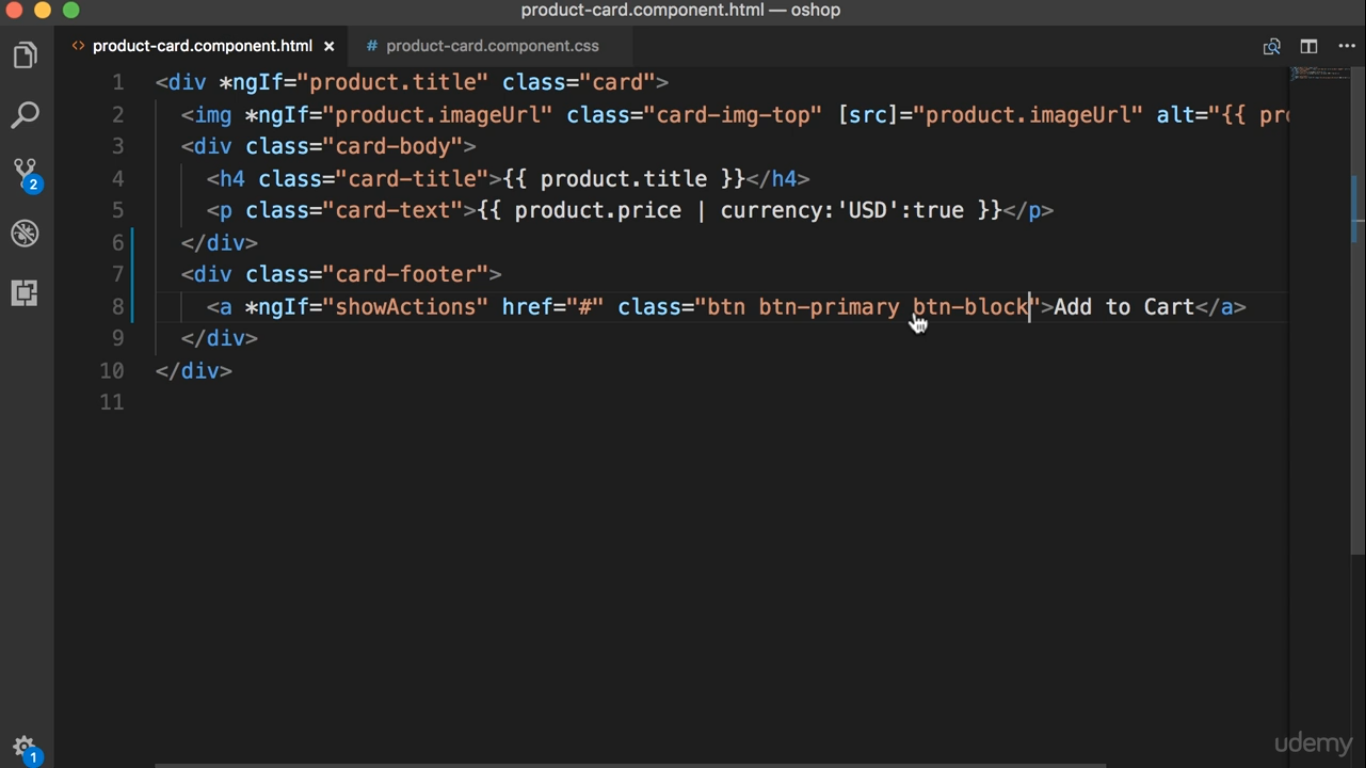 product-card.component.html — oshop
<> product-card.component.html × # product-card.component.css
1 <div *ngIf="product.title" class="card">
2 <img *ngIf="product.imageUrl" class="card-img-top" [src]="product.imageUrl" alt="{{ pro
3 <div class="card-body">
4 <h4 class="card-title">{{ product.title }}</h4>
5 <p class="card-text">{{ product.price | currency:'USD':true }}</p>
6 </div>
7 <div class="card-footer">
8 <a *ngIf="showActions" href="#" class="btn btn-primary btn-block">Add to Cart</a>
9 </div>
10 </div>
11
2
1
udemy